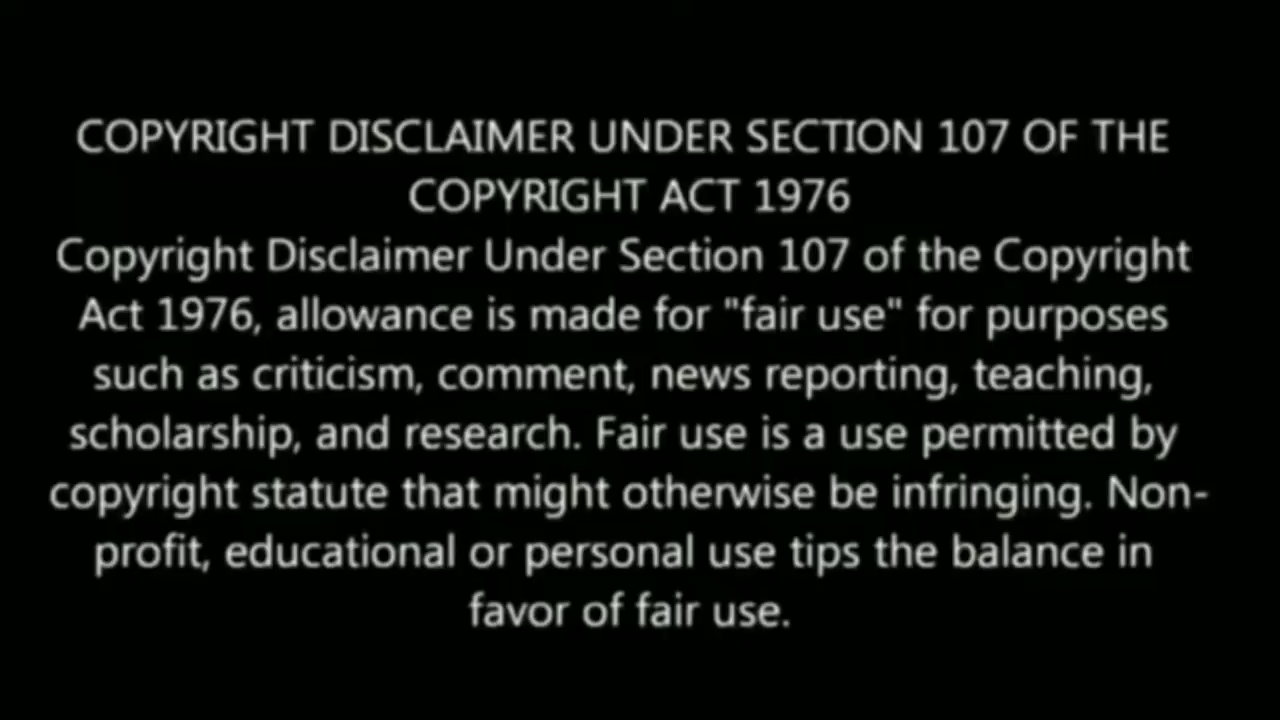 COPYRIGHT DISCLAIMER UNDER SECTION 107 OF THE
COPYRIGHT ACT 1976
Copyright Disclaimer Under Section 107 of the Copyright
Act 1976, allowance is made for "fair use" for purposes
such as criticism, comment, news reporting, teaching,
scholarship, and research. Fair use is a use permitted by
copyright statute that might otherwise be infringing. Non-
profit, educational or personal use tips the balance in
favor of fair use.